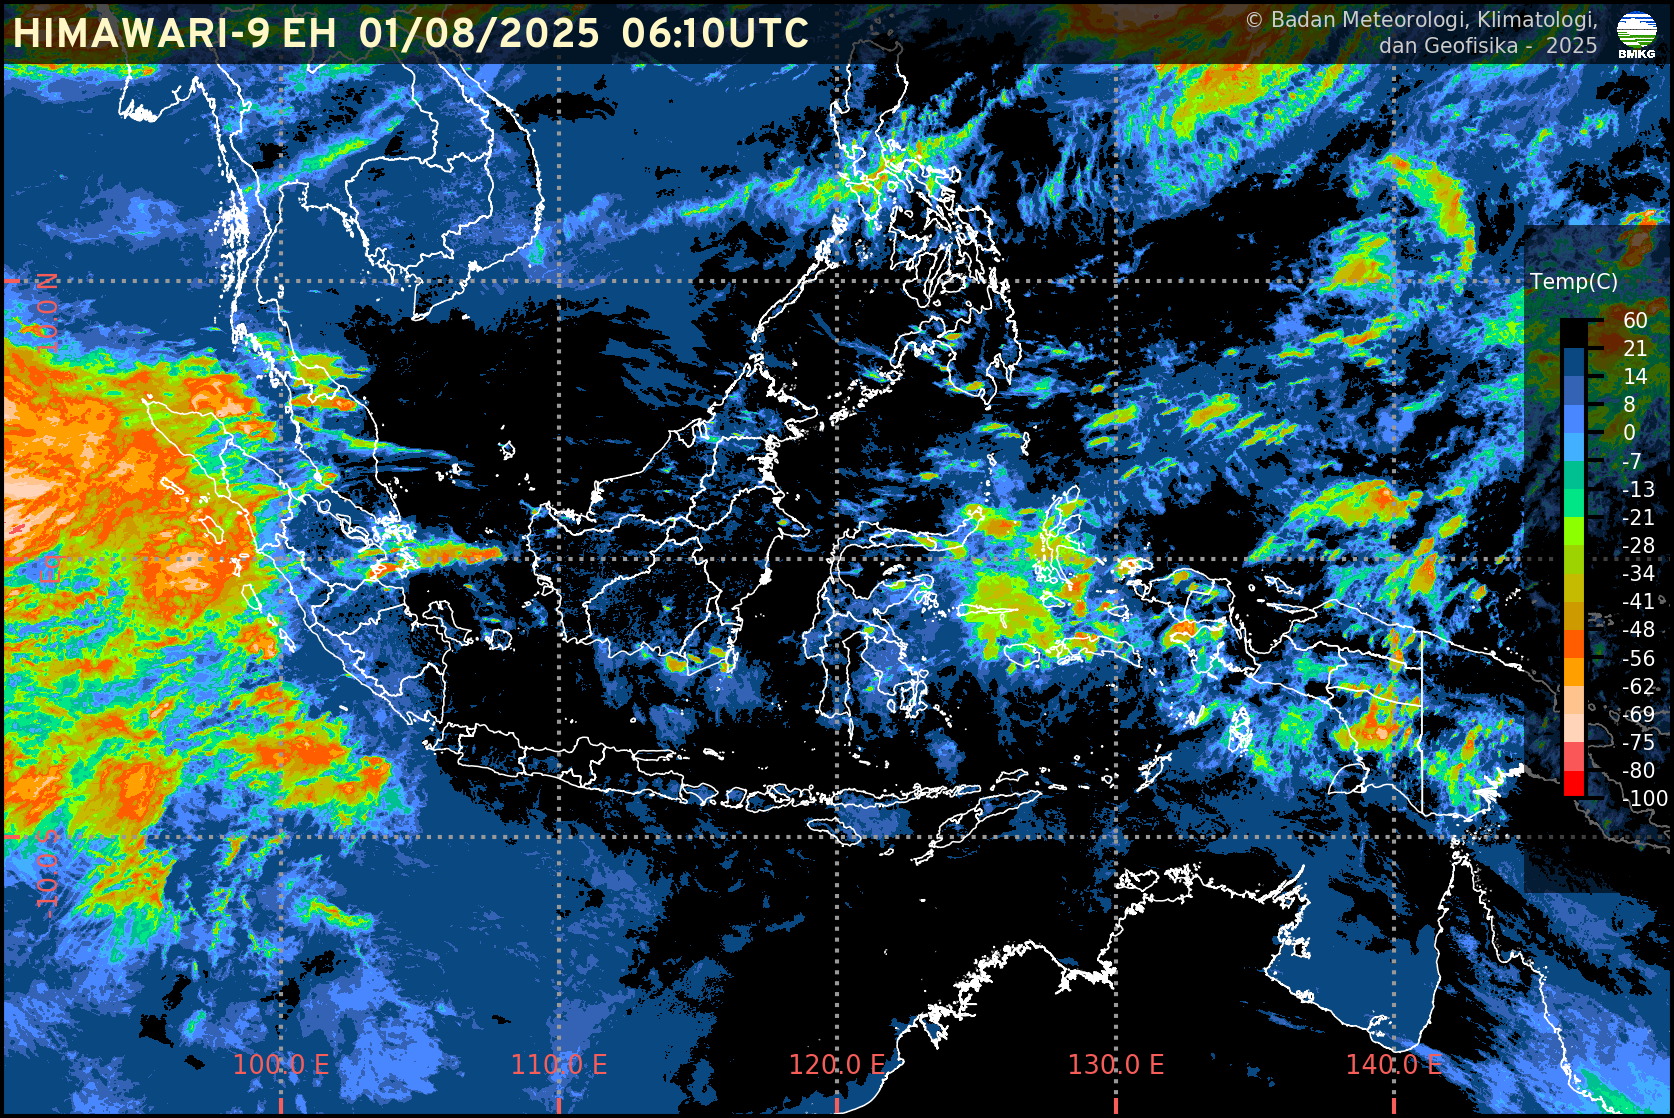 HIMAWARI-9 EH 01/08/2025 06:10UTC
© Badan Meteorologi, Klimatologi,
dan Geofisika - 2025
BMKG
10.0 N
Eq
-10.0 S
Temp(C)
60
21
14
8
0
-7
-13
-21
-28
-34
-41
-48
-56
-62
-69
-75
-80
-100
100.0 E
110.0 E
120.0 E
130.0 E
140.0 E